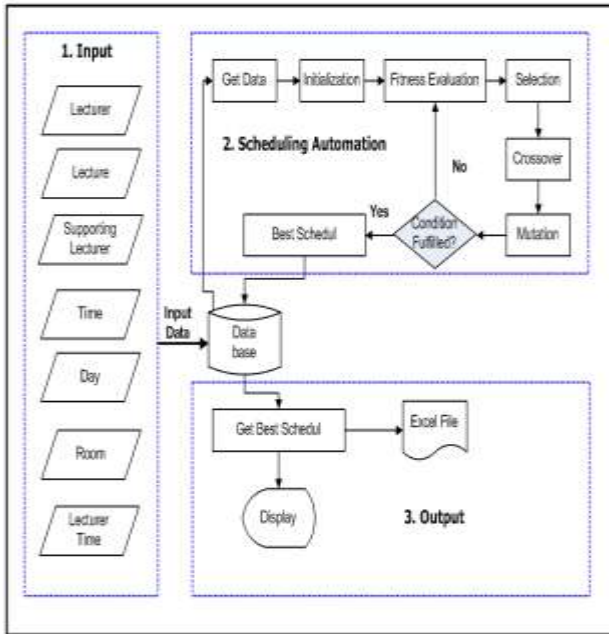 1. Input
Lecturer
Lecture
Supporting
Lecturer
Time
Day
Room
Lecturer
Time
Input
Data
Get Data
Initialization
Fitness Evaluation
Selection
2. Scheduling Automation
No
Crossover
Best Schedul
Yes
Condition
Fulfilled?
Mutation
Data
base
Get Best Schedul
Excel File
Display
3. Output